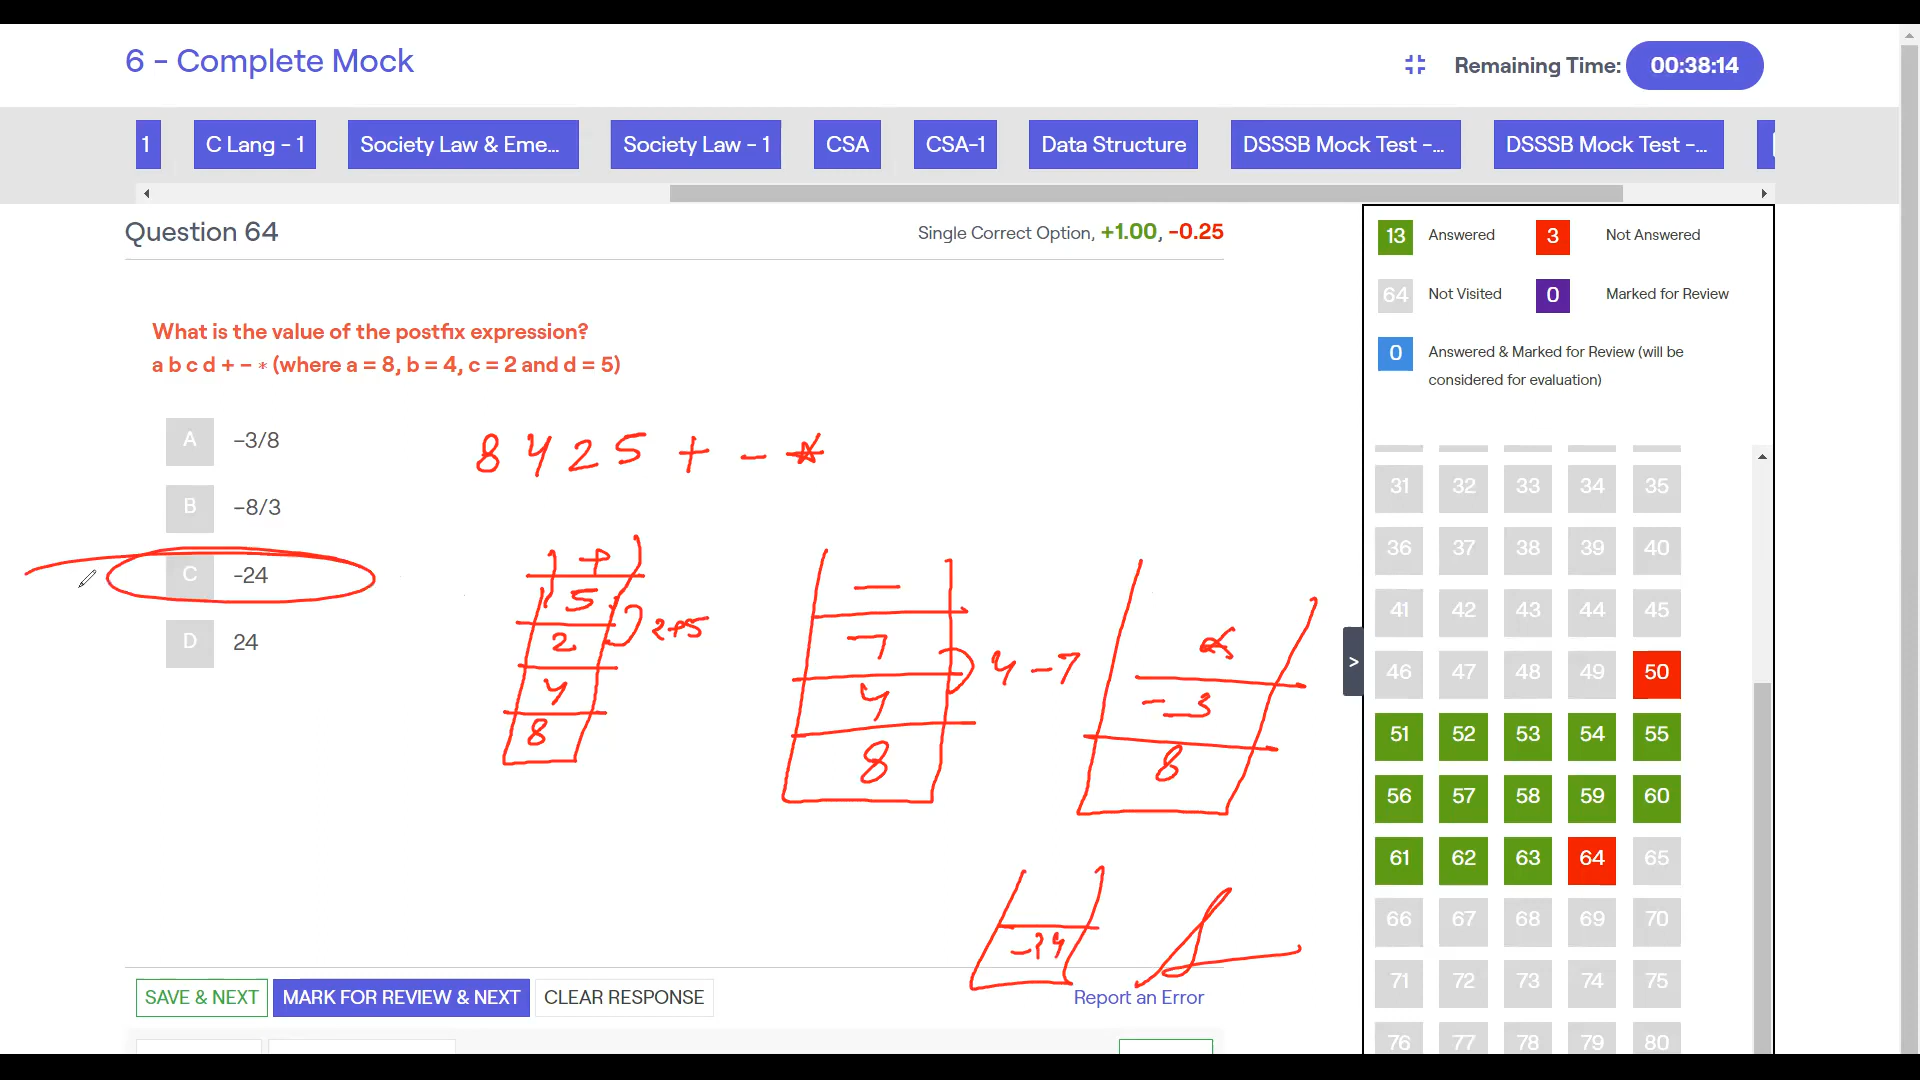 6 - Complete Mock
Remaining Time: 00:38:14
1 C Lang - 1 Society Law & Eme... Society Law - 1 CSA CSA-1 Data Structure DSSSB Mock Test -... DSSSB Mock Test -...
Question 64
Single Correct Option, +1.00, -0.25
13 Answered 3 Not Answered
64 Not Visited 0 Marked for Review
0 Answered & Marked for Review (will be
considered for evaluation)
What is the value of the postfix expression?
a b c d + − * (where a = 8, b = 4, c = 2 and d = 5)
A −3/8
B −8/3
C -24
D 24
8 4 2 5 + - *
+
5
2
4
8
2+5
-
7
4
8
4 - 7
*
-3
8
-24
>
31 32 33 34 35
36 37 38 39 40
41 42 43 44 45
46 47 48 49 50
51 52 53 54 55
56 57 58 59 60
61 62 63 64 65
66 67 68 69 70
71 72 73 74 75
76 77 78 79 80
SAVE & NEXT MARK FOR REVIEW & NEXT CLEAR RESPONSE Report an Error